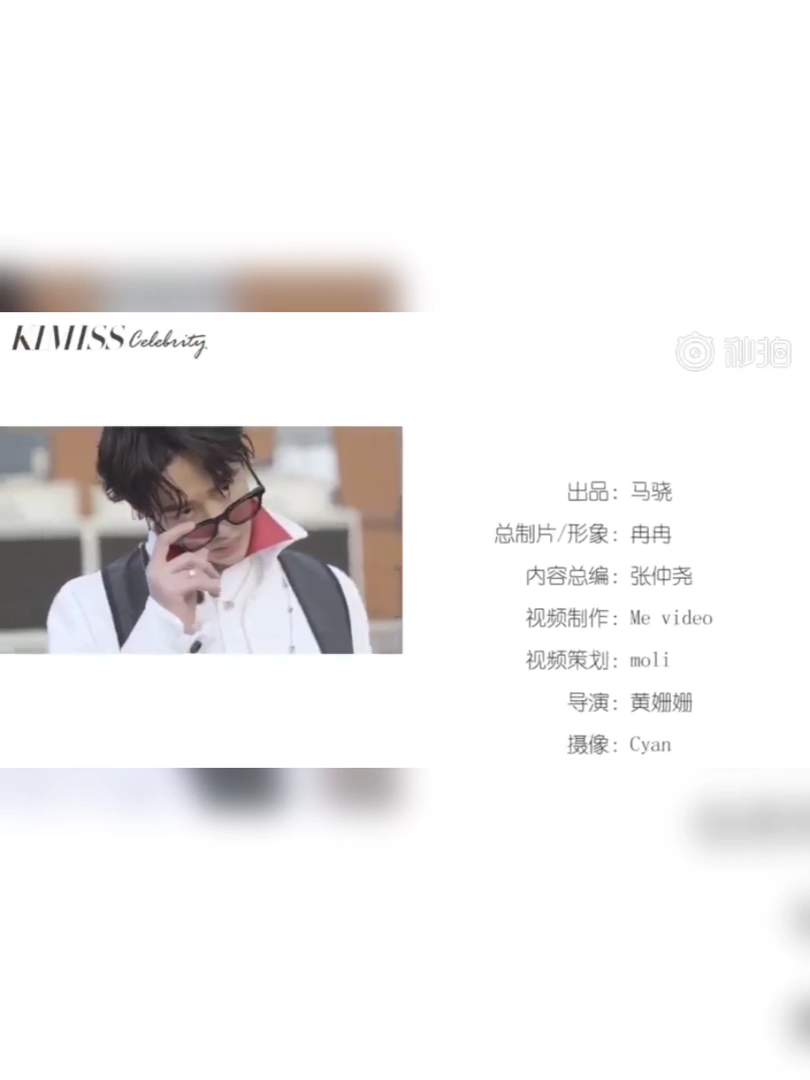 KIMISS Celebrity
秒拍
出品：马骁
总制片/形象：冉冉
内容总编：张仲尧
视频制作：Me video
视频策划：moli
导演：黄姗姗
摄像：Cyan